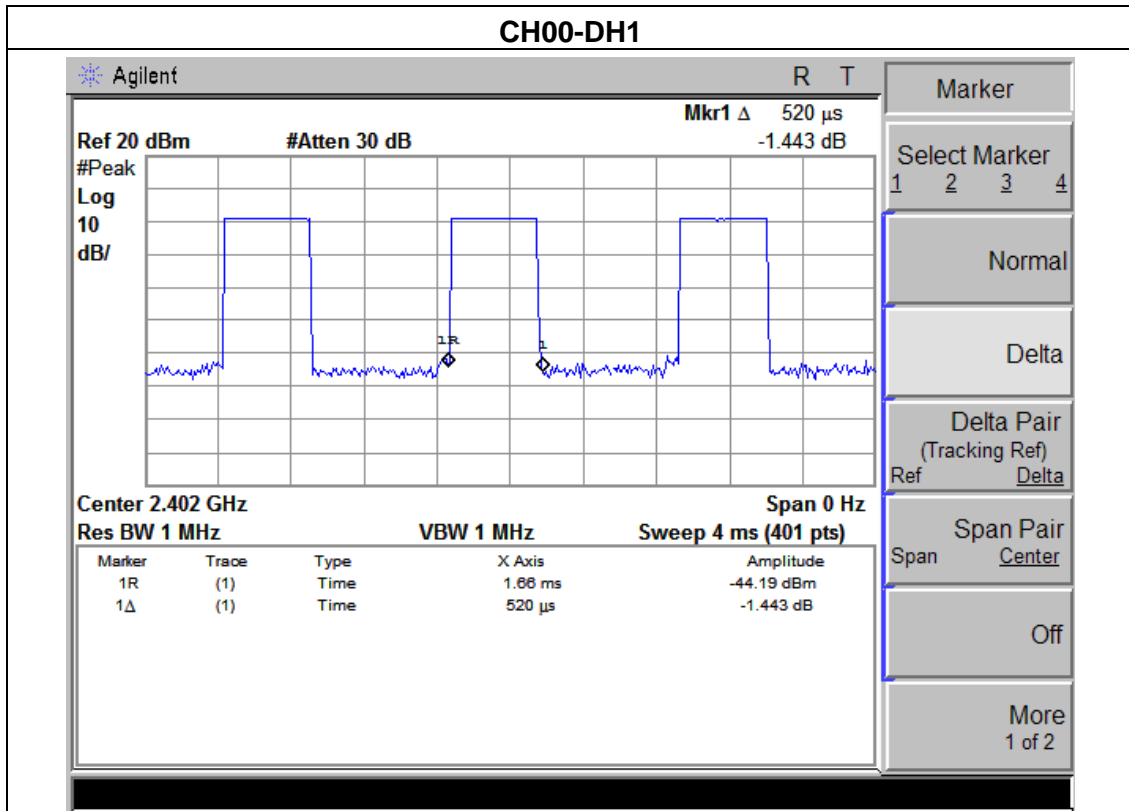 CH00-DH1
Agilent R T
Mkr1 Δ 520 μs
Ref 20 dBm #Atten 30 dB -1.443 dB
#Peak
Log
10
dB/
1R
1
Center 2.402 GHz Span 0 Hz
Res BW 1 MHz VBW 1 MHz Sweep 4 ms (401 pts)
Marker Trace Type X Axis Amplitude
1R (1) Time 1.66 ms -44.19 dBm
1Δ (1) Time 520 μs -1.443 dB
Marker
Select Marker
1 2 3 4
Normal
Delta
Delta Pair
(Tracking Ref)
Ref Delta
Span Pair
Span Center
Off
More
1 of 2